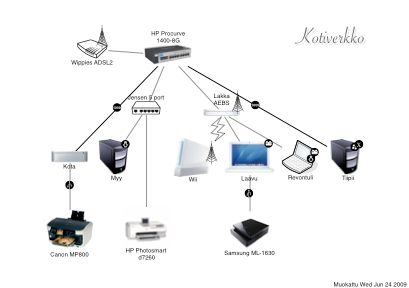 Kotiverkko
HP Procurve
1400-8G
Wippies ADSL2
Jensen 5 port
Lakka
AEBS
Koba
Myy
Wii
Laavu
Revontuli
Tiipii
Canon MP800
HP Photosmart
d7260
Samsung ML-1630
Muokattu Wed Jun 24 2009